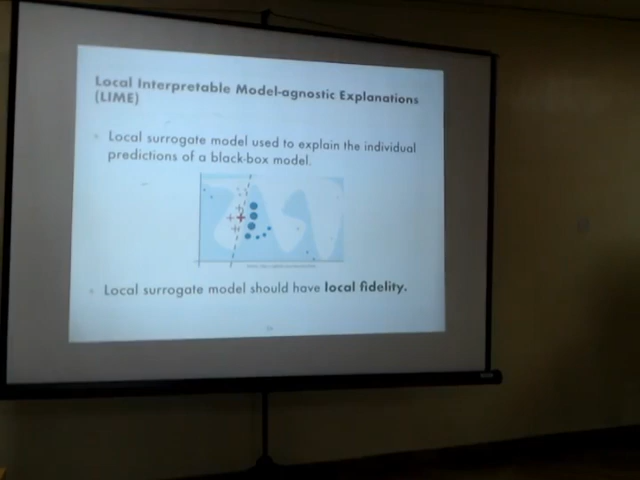 Local Interpretable Model-agnostic Explanations
(LIME)
Local surrogate model used to explain the individual
predictions of a black-box model.
Local surrogate model should have local fidelity.